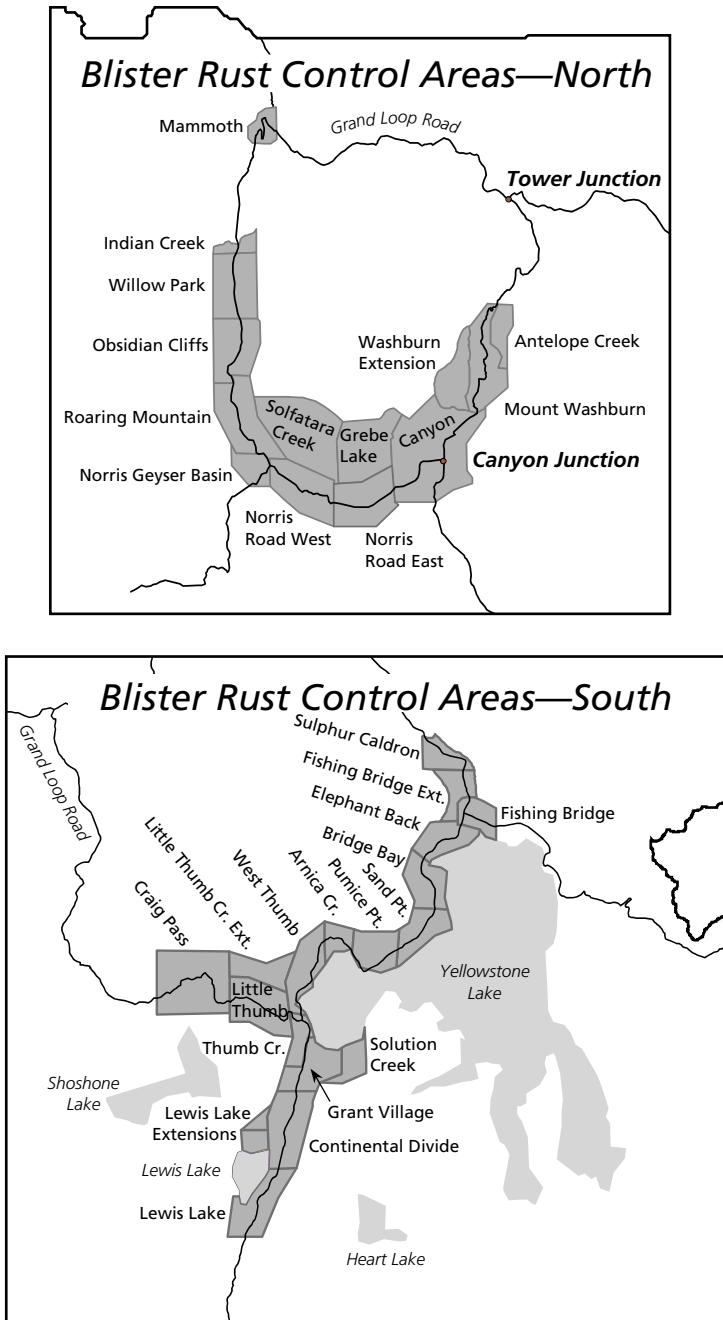 Blister Rust Control Areas—North
Mammoth
Grand Loop Road
Tower Junction
Indian Creek
Willow Park
Obsidian Cliffs
Washburn
Extension
Antelope Creek
Roaring Mountain
Solfatara
Creek
Grebe
Lake
Canyon
Mount Washburn
Norris Geyser Basin
Canyon Junction
Norris
Road West
Norris
Road East
Blister Rust Control Areas—South
Grand Loop Road
Sulphur Caldron
Fishing Bridge Ext.
Elephant Back
Fishing Bridge
Bridge Bay
Sand Pt.
Pumice Pt.
Arnica Cr.
West Thumb
Little Thumb Cr. Ext.
Craig Pass
Yellowstone
Lake
Little
Thumb
Thumb Cr.
Solution
Creek
Shoshone
Lake
Grant Village
Lewis Lake
Extensions
Continental Divide
Lewis Lake
Lewis Lake
Heart Lake